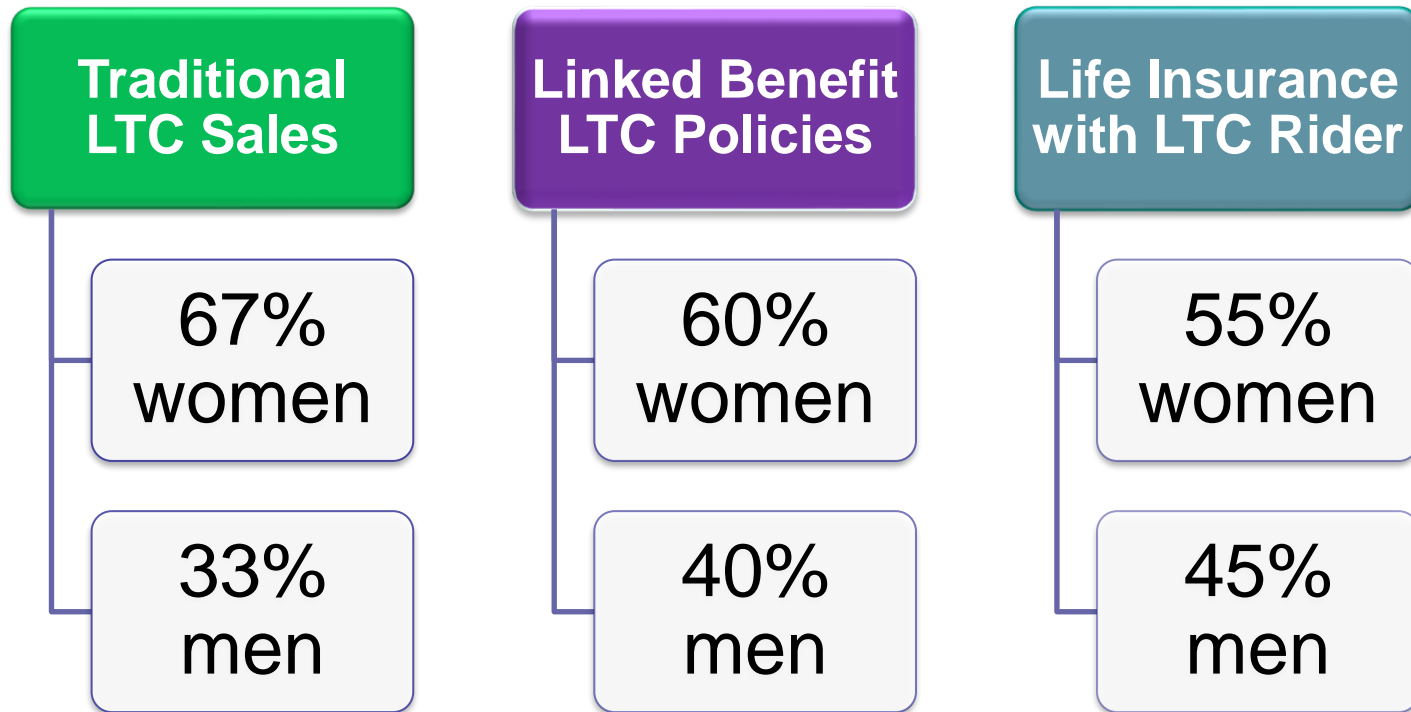 Traditional
LTC Sales
67%
women
33%
men
Linked Benefit
LTC Policies
60%
women
40%
men
Life Insurance
with LTC Rider
55%
women
45%
men